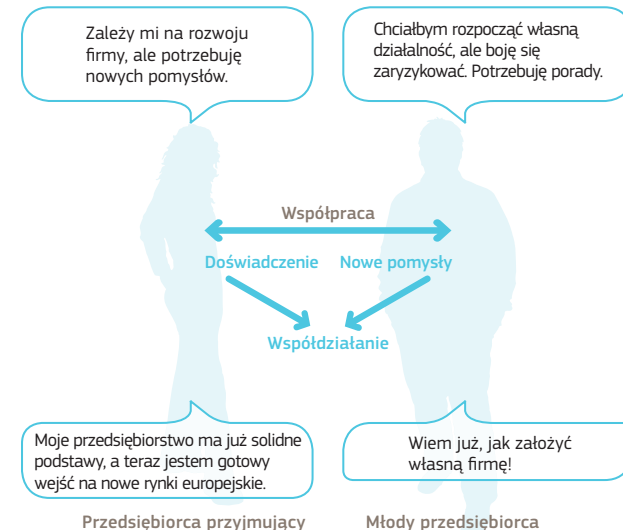 Zależy mi na rozwoju
firmy, ale potrzebuję
nowych pomysłów.
Chciałbym rozpocząć własną
działalność, ale boję się
zaryzykować. Potrzebuję porady.
Współpraca
Doświadczenie
Nowe pomysły
Współdziałanie
Moje przedsiębiorstwo ma już solidne
podstawy, a teraz jestem gotowy
wejść na nowe rynki europejskie.
Wiem już, jak założyć
własną firmę!
Przedsiębiorca przyjmujący
Młody przedsiębiorca